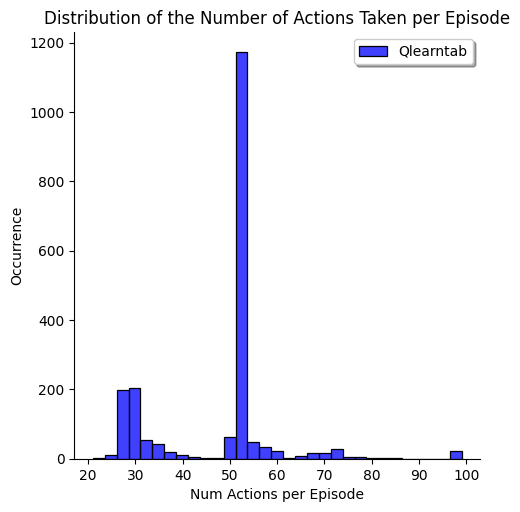 Distribution of the Number of Actions Taken per Episode
Qlearntab
Occurrence
1200
1000
800
600
400
200
0
20 30 40 50 60 70 80 90 100
Num Actions per Episode